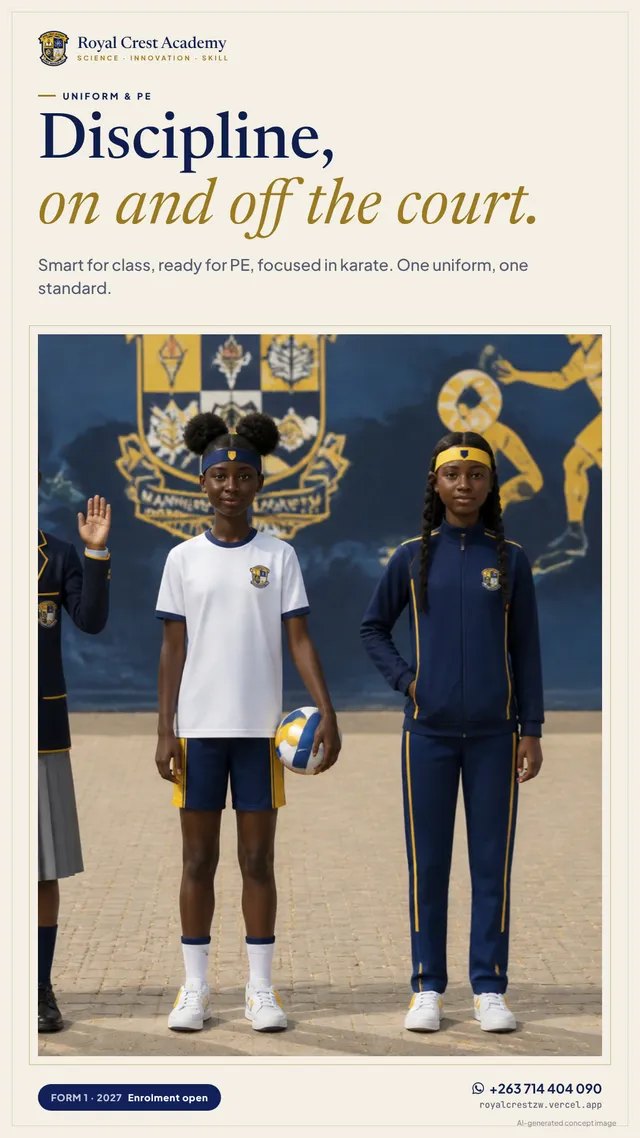 Royal Crest Academy
SCIENCE · INNOVATION · SKILL
UNIFORM & PE
Discipline,
on and off the court.
Smart for class, ready for PE, focused in karate. One uniform, one
standard.
FORM 1 · 2027 Enrolment open
+263 714 404 090
royalcrestzw.vercel.app
AI-generated concept image